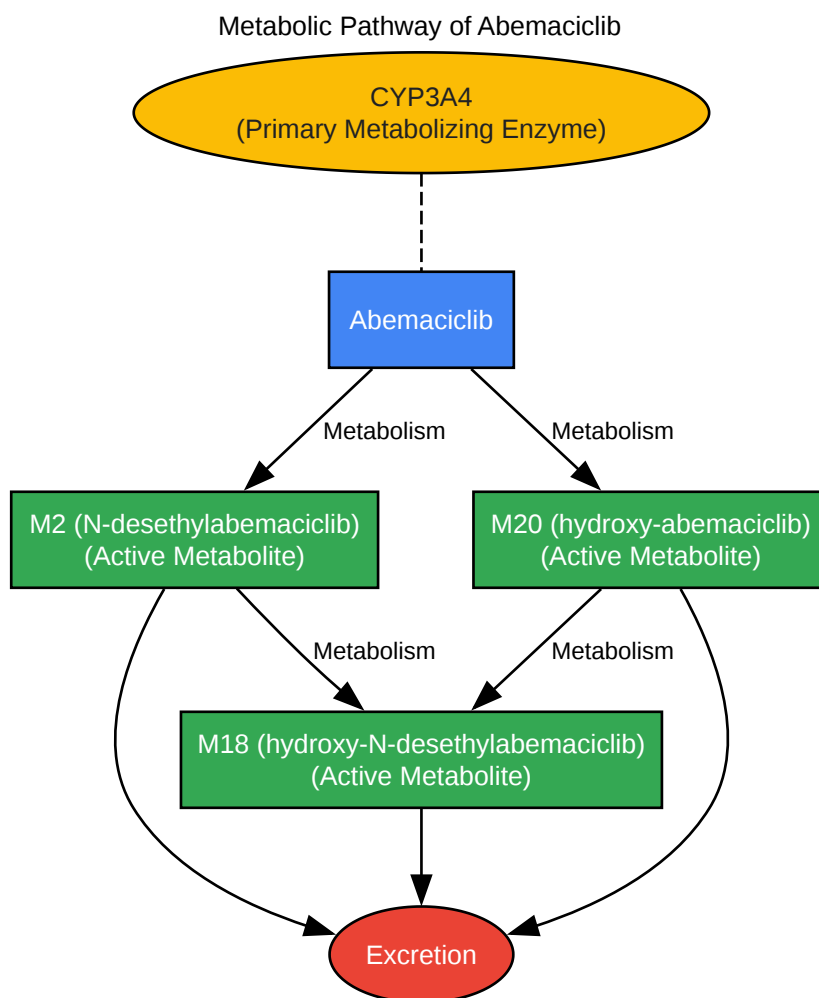 Metabolic Pathway of Abemaciclib
CYP3A4
(Primary Metabolizing Enzyme)
Abemaciclib
Metabolism
Metabolism
M2 (N-desethylabemaciclib)
(Active Metabolite)
M20 (hydroxy-abemaciclib)
(Active Metabolite)
Metabolism
Metabolism
M18 (hydroxy-N-desethylabemaciclib)
(Active Metabolite)
Excretion